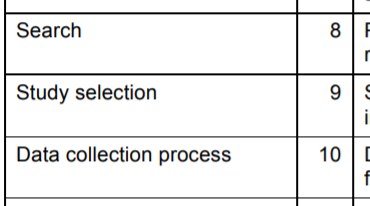 Search 8
Study selection 9
Data collection process 10